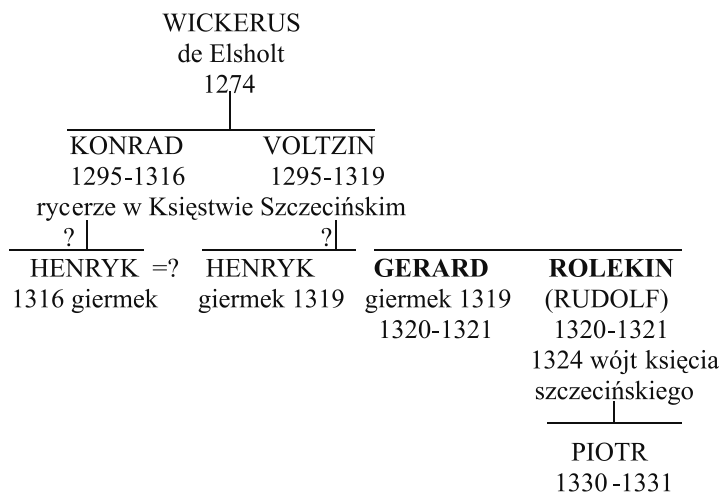 WICKERUS
de Elsholt
1274
KONRAD VOLTZIN
1295-1316 1295-1319
rycerze w Księstwie Szczecińskim
? ?
HENRYK =? HENRYK GERARD ROLEKIN
1316 giermek giermek 1319 giermek 1319 (RUDOLF)
1320-1321 1320-1321
1324 wójt księcia
szczecińskiego
PIOTR
1330-1331